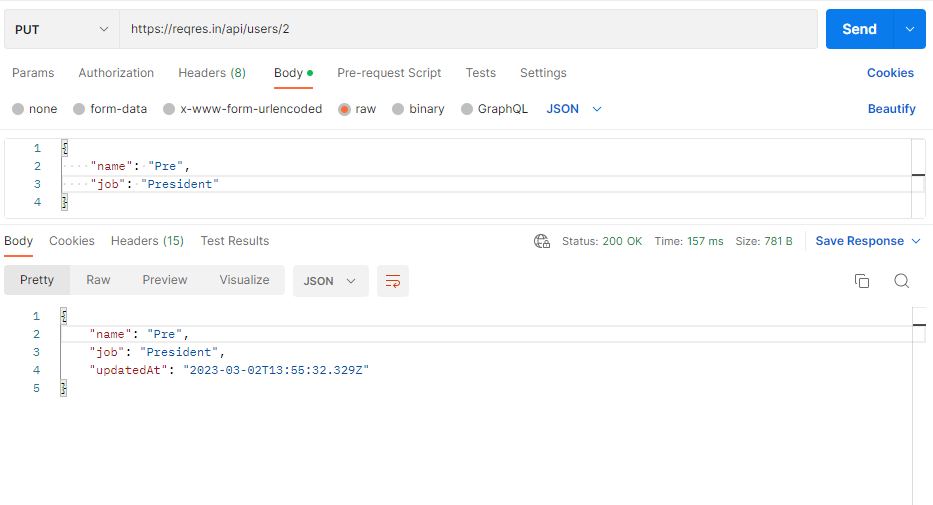 PUT https://reqres.in/api/users/2 Send
Params Authorization Headers (8) Body Pre-request Script Tests Settings Cookies
none form-data x-www-form-urlencoded raw binary GraphQL JSON Beautify
1 {
2 "name": "Pre",
3 "job": "President"
4 }
Body Cookies Headers (15) Test Results Status: 200 OK Time: 157 ms Size: 781 B Save Response
Pretty Raw Preview Visualize JSON
1 {
2 "name": "Pre",
3 "job": "President",
4 "updatedAt": "2023-03-02T13:55:32.329Z"
5 }